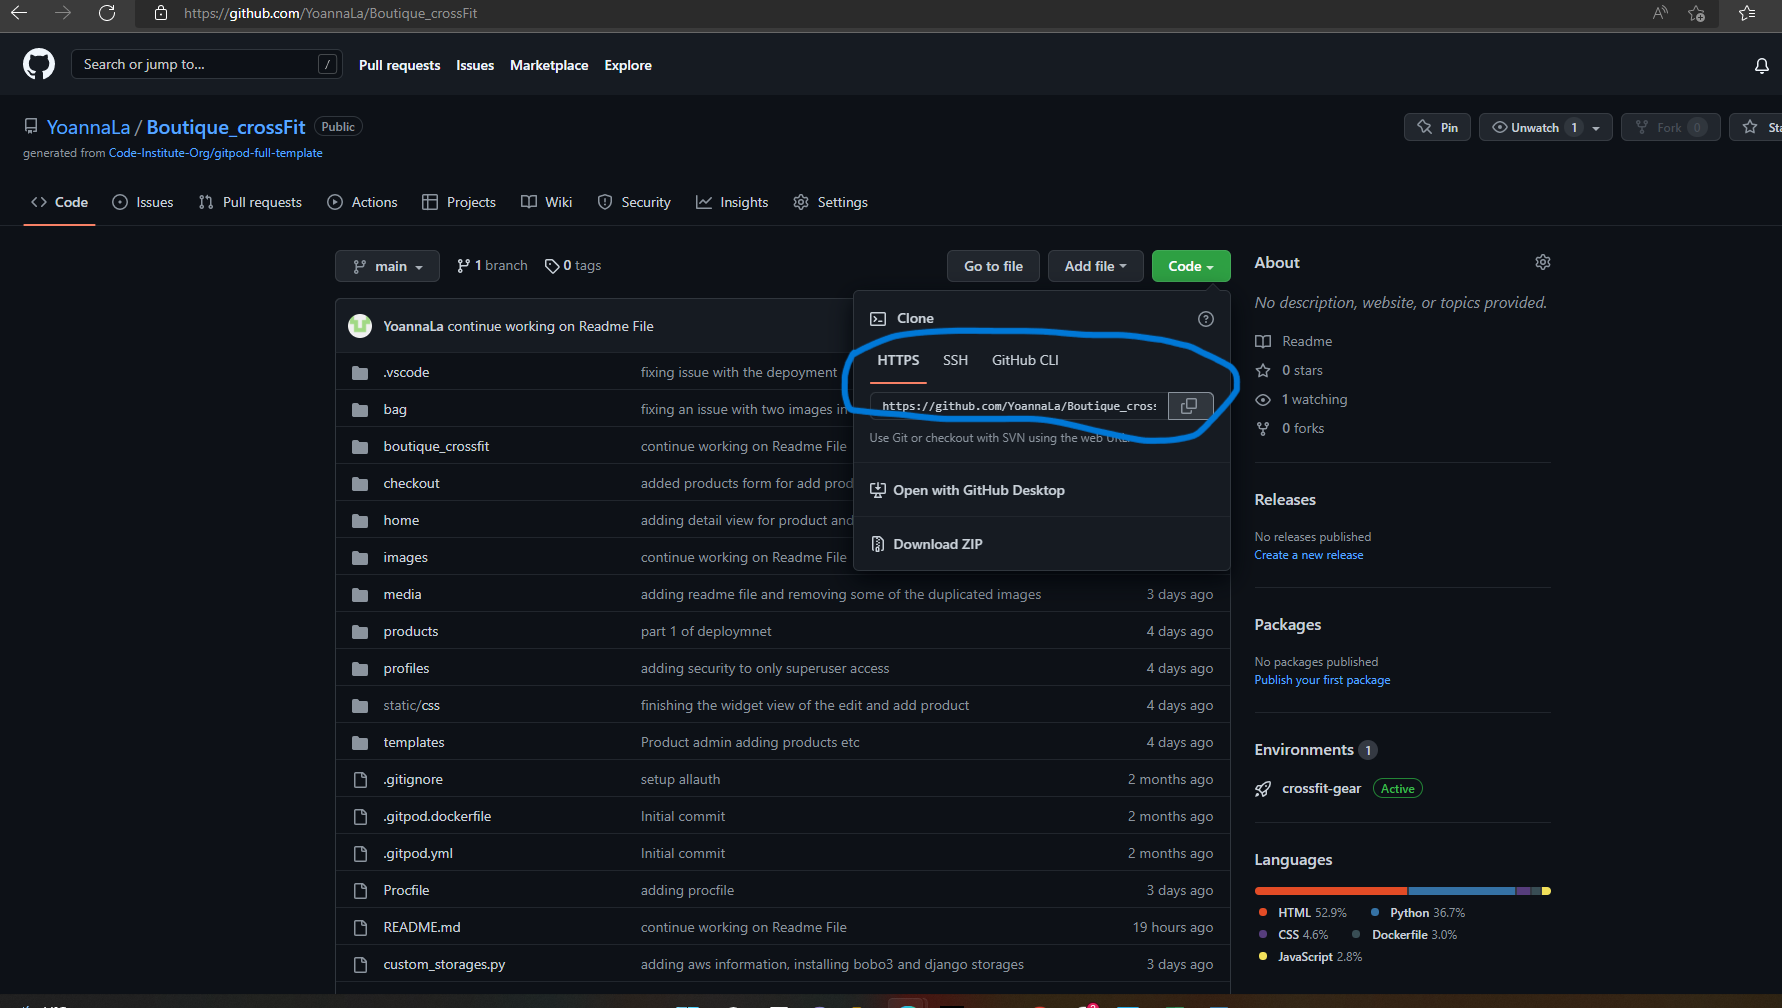 https://github.com/YoannaLa/Boutique_crossFit
Search or jump to... /
Pull requests Issues Marketplace Explore
YoannaLa / Boutique_crossFit Public
Pin Unwatch 1 Fork 0
generated from Code-Institute-Org/gitpod-full-template
Code Issues Pull requests Actions Projects Wiki Security Insights Settings
main 1 branch 0 tags Go to file Add file Code
Clone
HTTPS SSH GitHub CLI
https://github.com/YoannaLa/Boutique_cross
Use Git or checkout with SVN using the web URL.
Open with GitHub Desktop
Download ZIP
YoannaLa continue working on Readme File
.vscode fixing issue with the depoyment
bag fixing an issue with two images in
boutique_crossfit continue working on Readme File
checkout added products form for add prod
home adding detail view for product and
images continue working on Readme File
media adding readme file and removing some of the duplicated images 3 days ago
products part 1 of deploymnet 4 days ago
profiles adding security to only superuser access 4 days ago
static/css finishing the widget view of the edit and add product 4 days ago
templates Product admin adding products etc 4 days ago
.gitignore setup allauth 2 months ago
.gitpod.dockerfile Initial commit 2 months ago
.gitpod.yml Initial commit 2 months ago
Procfile adding procfile 3 days ago
README.md continue working on Readme File 19 hours ago
custom_storages.py adding aws information, installing bobo3 and django storages 3 days ago
About
No description, website, or topics provided.
Readme
0 stars
1 watching
0 forks
Releases
No releases published
Create a new release
Packages
No packages published
Publish your first package
Environments 1
crossfit-gear Active
Languages
HTML 52.9% Python 36.7%
CSS 4.6% Dockerfile 3.0%
JavaScript 2.8%